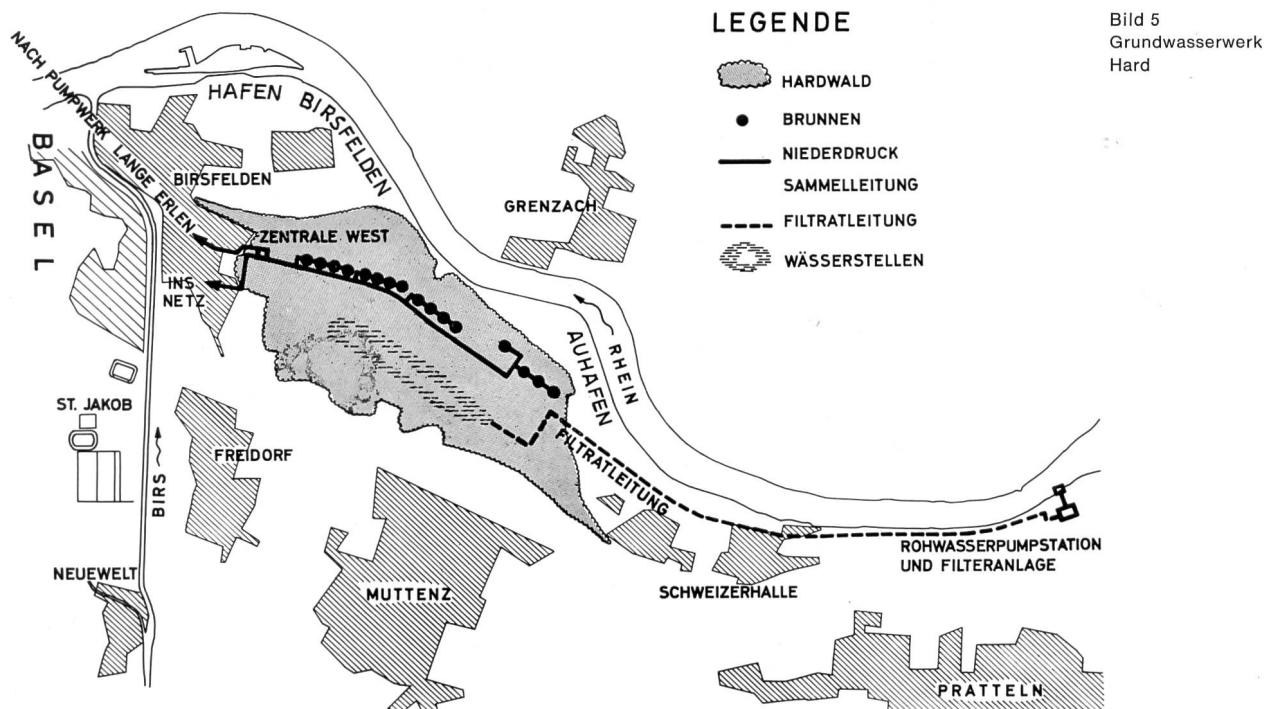 LEGENDE
HARDWALD
BRUNNEN
NIEDERDRUCK
SAMMELLEITUNG
FILTRATLEITUNG
WÄSSERSTELLEN
Bild 5
Grundwasserwerk
Hard
NACH PUMPWERK LANGE ERLEN
HAFEN BIRSFELDEN
BASEL
BIRSFELDEN
GRENZACH
ZENTRALE WEST
INS
NETZ
RHEIN
AUHAFEN
ST. JAKOB
FREIDORF
BIRS
FILTRATLEITUNG
NEUEWELT
MUTTENZ
SCHWEIZERHALLE
ROHWASSERPUMPSTATION
UND FILTERANLAGE
PRATTELN